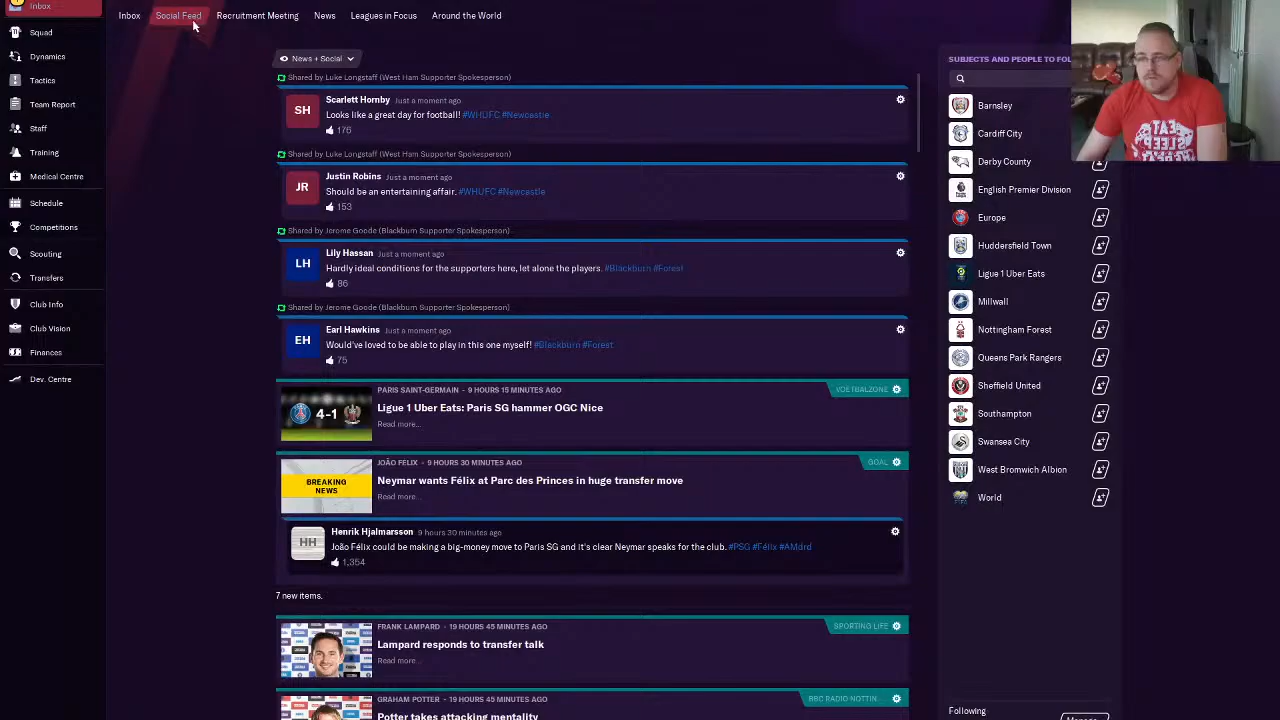 Inbox
Social Feed
Recruitment Meeting
News
Leagues in Focus
Around the World
Inbox
Squad
Dynamics
Tactics
Team Report
Staff
Training
Medical Centre
Schedule
Competitions
Scouting
Transfers
Club Info
Club Vision
Finances
Dev. Centre
News + Social
Shared by Luke Longstaff (West Ham Supporter Spokesperson)
SH
Scarlett Hornby Just a moment ago
Looks like a great day for football! #WHUFC #Newcastle
176
Shared by Luke Longstaff (West Ham Supporter Spokesperson)
JR
Justin Robins Just a moment ago
Should be an entertaining affair. #WHUFC #Newcastle
153
Shared by Jerome Goode (Blackburn Supporter Spokesperson)
LH
Lily Hassan Just a moment ago
Hardly ideal conditions for the supporters here, let alone the players. #Blackburn #Forest
86
Shared by Jerome Goode (Blackburn Supporter Spokesperson)
EH
Earl Hawkins Just a moment ago
Would've loved to be able to play in this one myself! #Blackburn #Forest
75
PARIS SAINT-GERMAIN - 9 HOURS 15 MINUTES AGO
VOETBALZONE
4-1
Ligue 1 Uber Eats: Paris SG hammer OGC Nice
Read more...
JOÃO FÉLIX - 9 HOURS 30 MINUTES AGO
GOAL
BREAKING
NEWS
Neymar wants Félix at Parc des Princes in huge transfer move
Read more...
HH
Henrik Hjalmarsson 9 hours 30 minutes ago
João Félix could be making a big-money move to Paris SG and it's clear Neymar speaks for the club. #PSG #Félix #AMdrd
1,354
7 new items.
FRANK LAMPARD - 19 HOURS 45 MINUTES AGO
SPORTING LIFE
Lampard responds to transfer talk
Read more...
GRAHAM POTTER - 19 HOURS 45 MINUTES AGO
BBC RADIO NOTTIN...
Potter takes attacking mentality
SUBJECTS AND PEOPLE TO FOL
Barnsley
Cardiff City
Derby County
English Premier Division
Europe
Huddersfield Town
Ligue 1 Uber Eats
Millwall
Nottingham Forest
Queens Park Rangers
Sheffield United
Southampton
Swansea City
West Bromwich Albion
World
Following
Manage
EAT
SLEEP